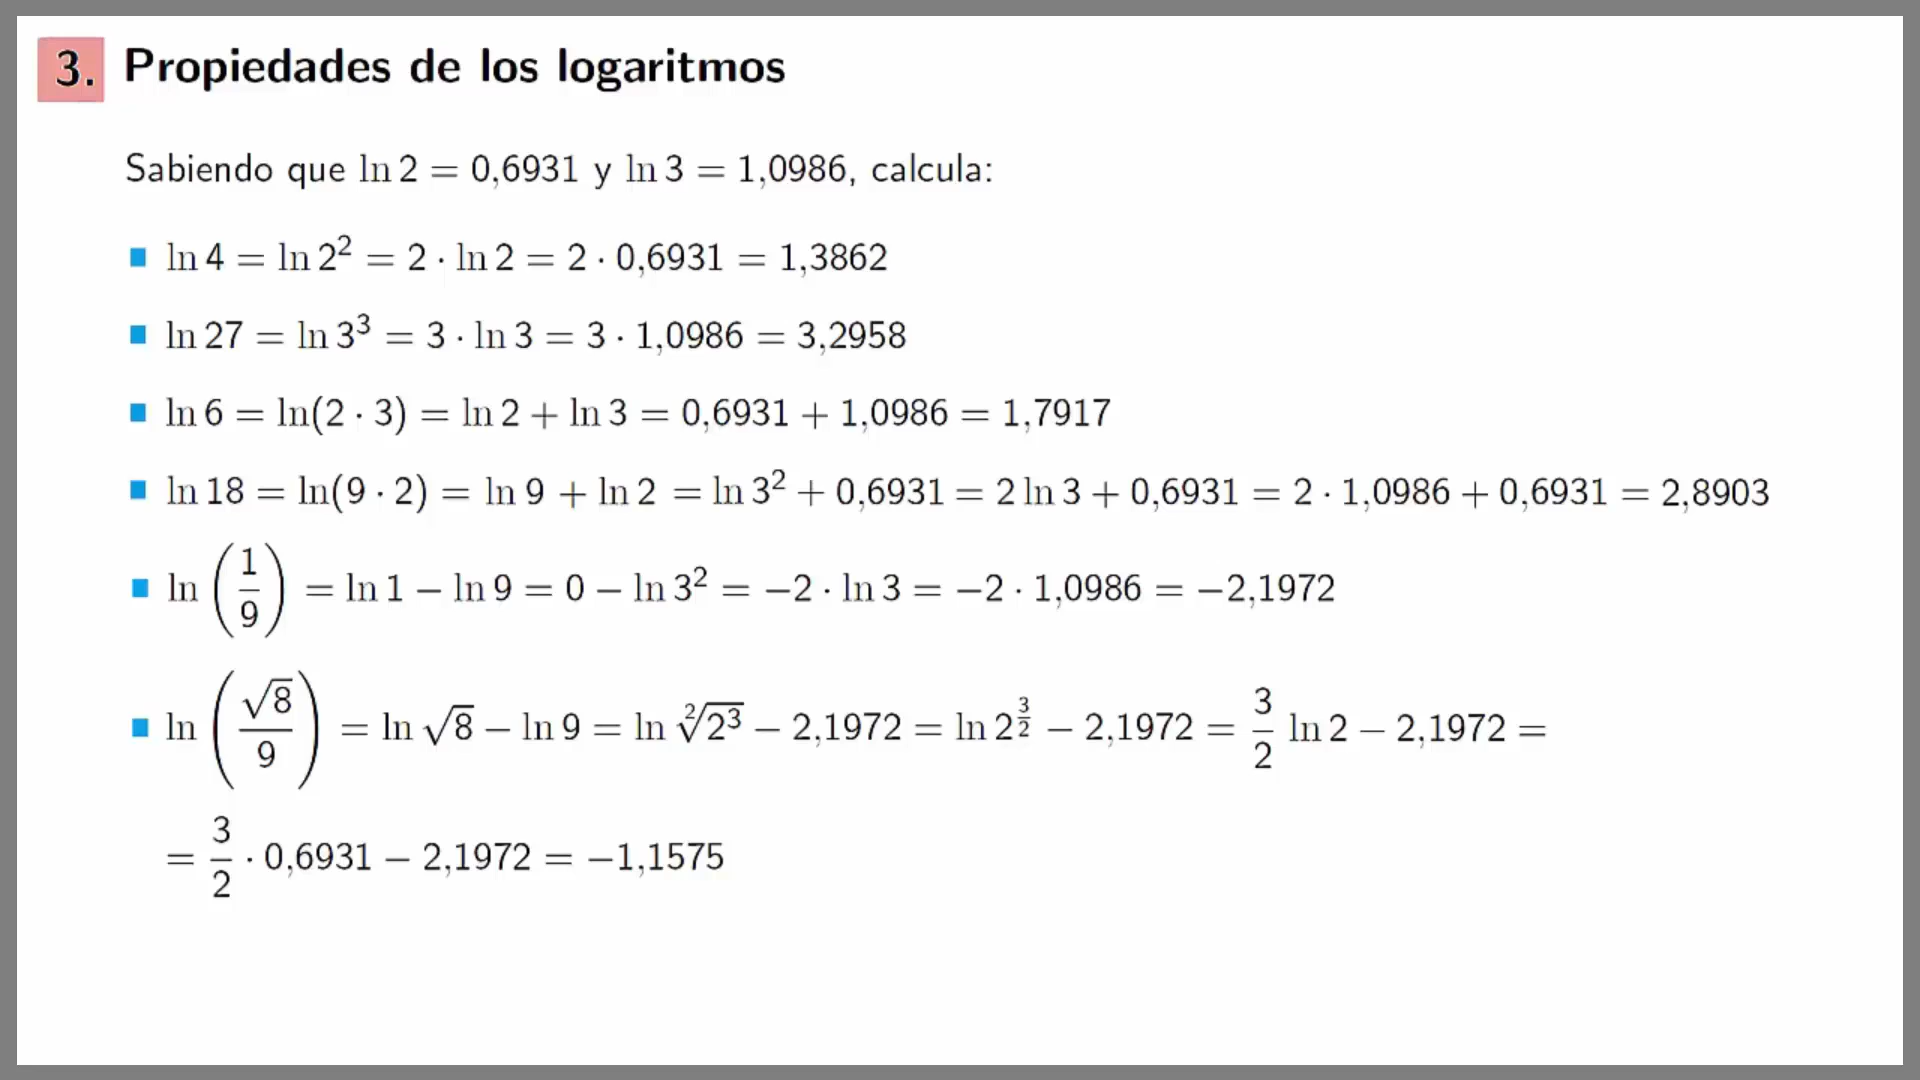 3. Propiedades de los logaritmos
Sabiendo que ln 2 = 0,6931 y ln 3 = 1,0986, calcula:
ln 4 = ln 2² = 2 · ln 2 = 2 · 0,6931 = 1,3862
ln 27 = ln 3³ = 3 · ln 3 = 3 · 1,0986 = 3,2958
ln 6 = ln(2 · 3) = ln 2 + ln 3 = 0,6931 + 1,0986 = 1,7917
ln 18 = ln(9 · 2) = ln 9 + ln 2 = ln 3² + 0,6931 = 2 ln 3 + 0,6931 = 2 · 1,0986 + 0,6931 = 2,8903
ln (1/9) = ln 1 − ln 9 = 0 − ln 3² = −2 · ln 3 = −2 · 1,0986 = −2,1972
ln (√8/9) = ln √8 − ln 9 = ln ²√2³ − 2,1972 = ln 2^(3/2) − 2,1972 = 3/2 ln 2 − 2,1972 =
= 3/2 · 0,6931 − 2,1972 = −1,1575